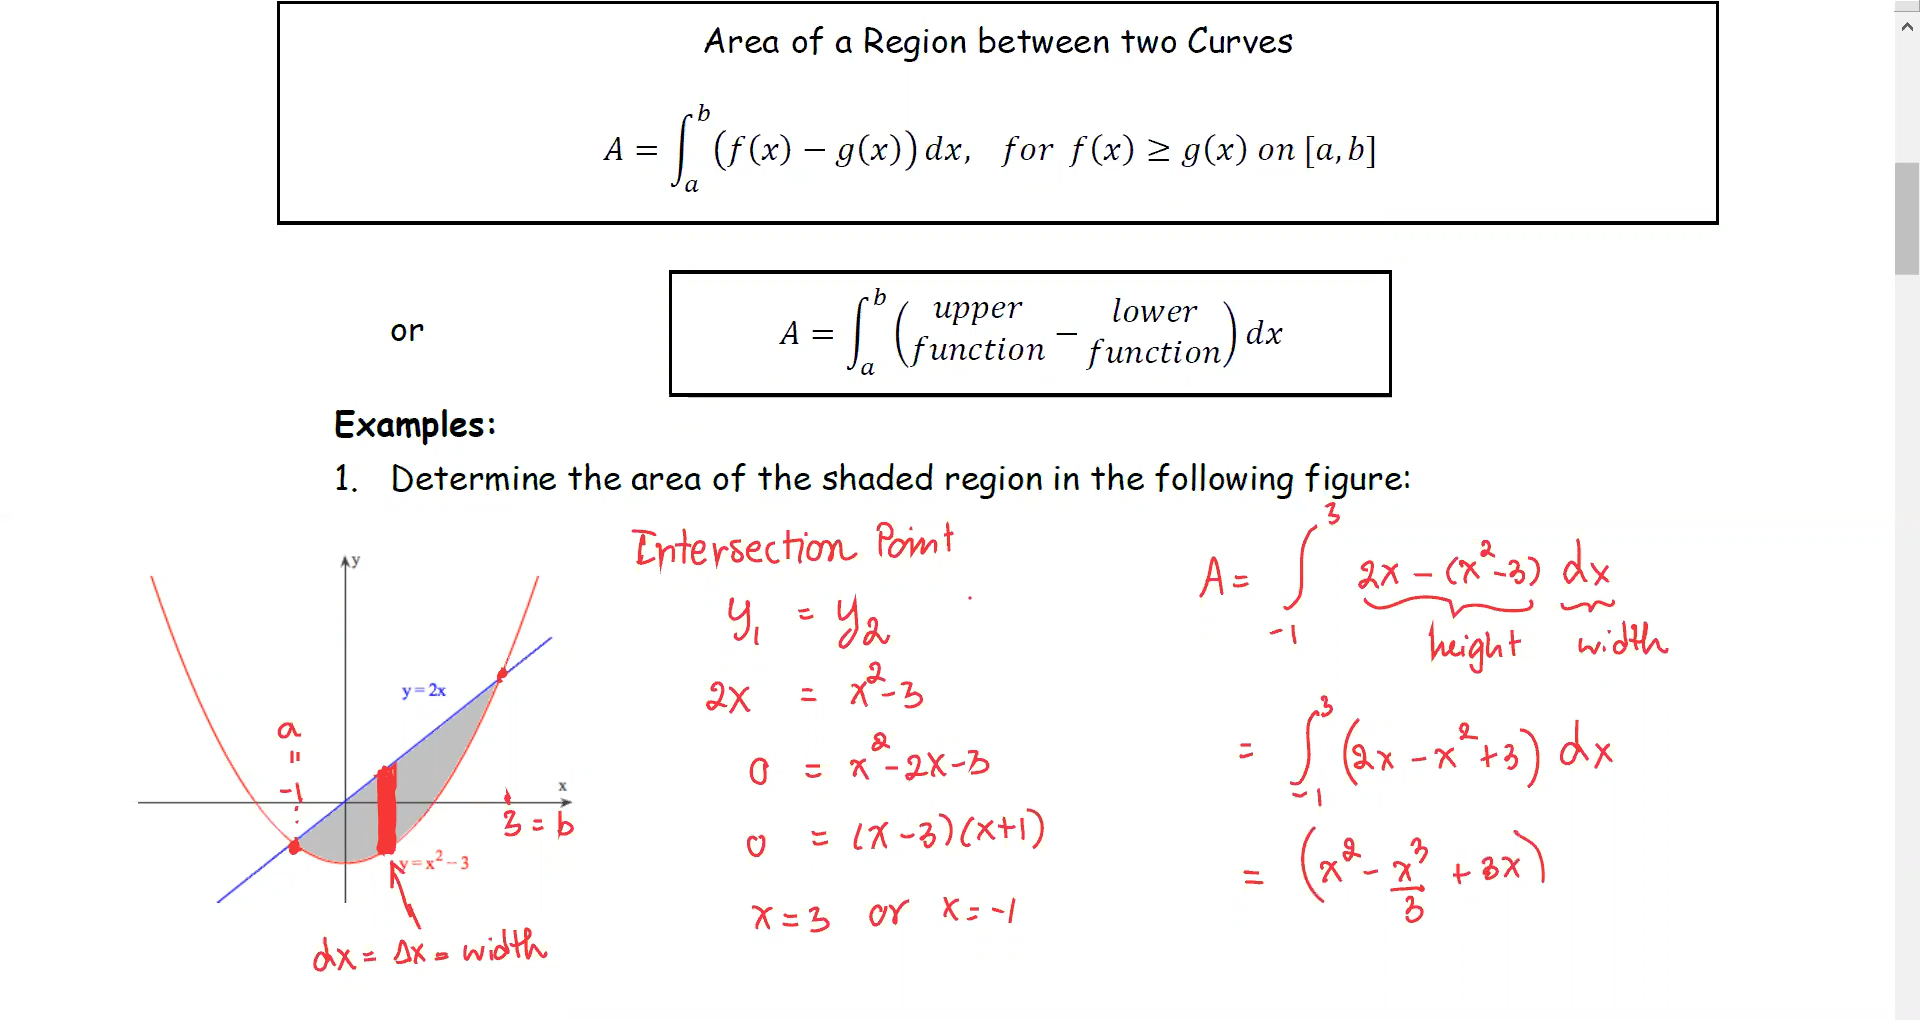 Area of a Region between two Curves
A = ∫_a^b (f(x) − g(x)) dx, for f(x) ≥ g(x) on [a, b]
or
A = ∫_a^b (upper function − lower function) dx
Examples:
1. Determine the area of the shaded region in the following figure:
y
y = 2x
a
=
-1
x
3 = b
y = x² − 3
dx = Δx = width
Intersection Point
y₁ = y₂
2x = x² - 3
0 = x² - 2x - 3
0 = (x - 3)(x + 1)
x = 3 or x = -1
A = ∫_{-1}^{3} 2x - (x² - 3) dx
height width
= ∫_{-1}^{3} (2x - x² + 3) dx
= (x² - x³/3 + 3x)